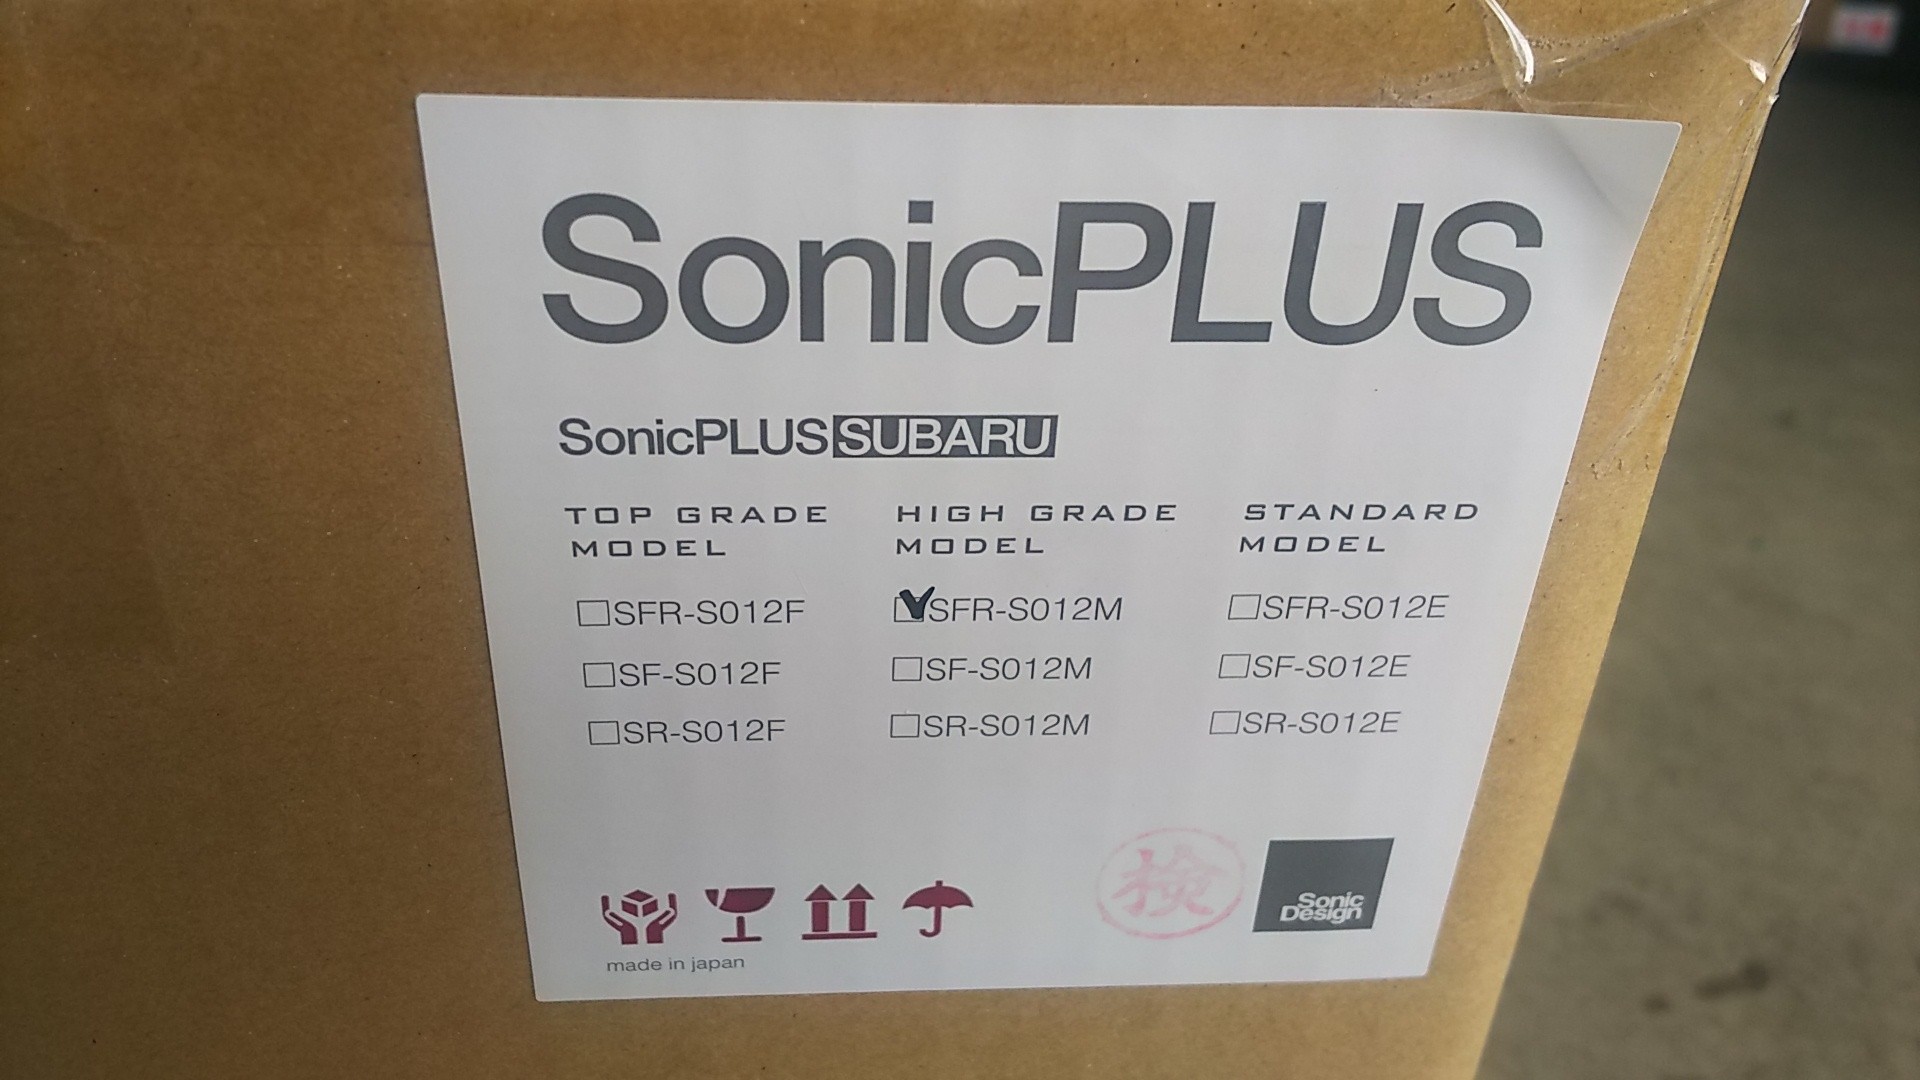 SonicPLUS
SonicPLUS SUBARU
TOP GRADE MODEL
HIGH GRADE MODEL
STANDARD MODEL
SFR-S012F
SFR-S012M
SFR-S012E
SF-S012F
SF-S012M
SF-S012E
SR-S012F
SR-S012M
SR-S012E
made in japan
検
Sonic
Design